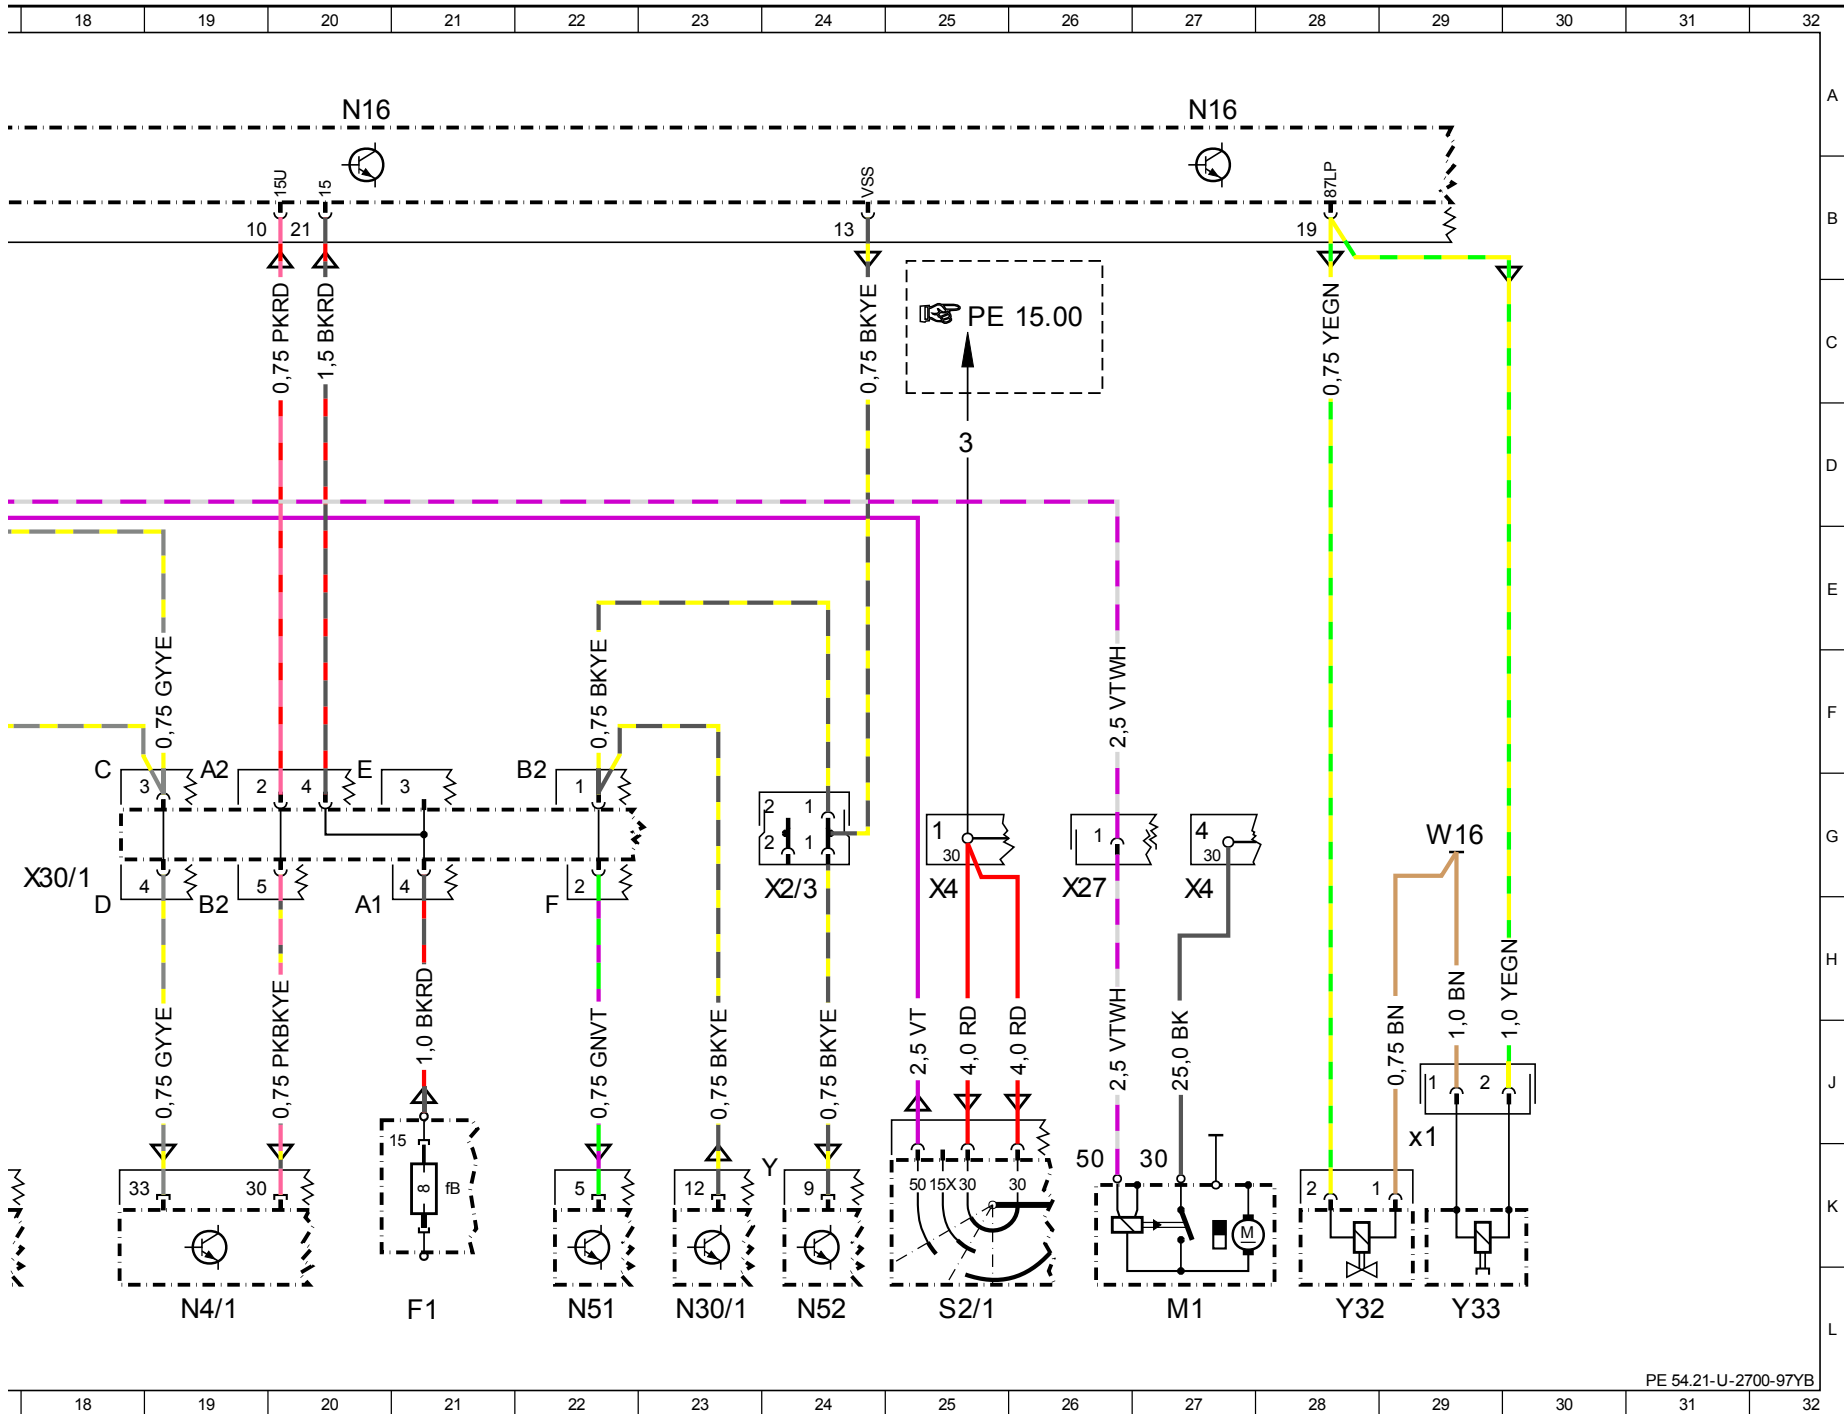 18 19 20 21 22 23 24 25 26 27 28 29 30 31 32
A
N16 N16
15U 15 VSS 87LP
10 21 13 19
B
PE 15.00
0,75 PKRD
1,5 BKRD
0,75 BKYE
0,75 YEGN
C
3
D
E
0,75 GYYE
0,75 BKYE
2,5 VTWH
F
C 3 A2 2 4 E 3 B2 1
2 1
2 1
1
30
1
4
30
W16
G
X30/1
4 5 4 2
D B2 A1 F
X2/3 X4 X27 X4
H
0,75 GYYE
0,75 PKBKYE
1,0 BKRD
0,75 GNVT
0,75 BKYE
0,75 BKYE
2,5 VT
4,0 RD
4,0 RD
2,5 VTWH
25,0 BK
0,75 BN
1,0 BN
1,0 YEGN
1 2
J
x1
15
Y
50 30
33 30 8 fB 5 12 9 50 15X 30 30 2 1
K
M
N4/1 F1 N51 N30/1 N52 S2/1 M1 Y32 Y33
L
PE 54.21-U-2700-97YB
18 19 20 21 22 23 24 25 26 27 28 29 30 31 32